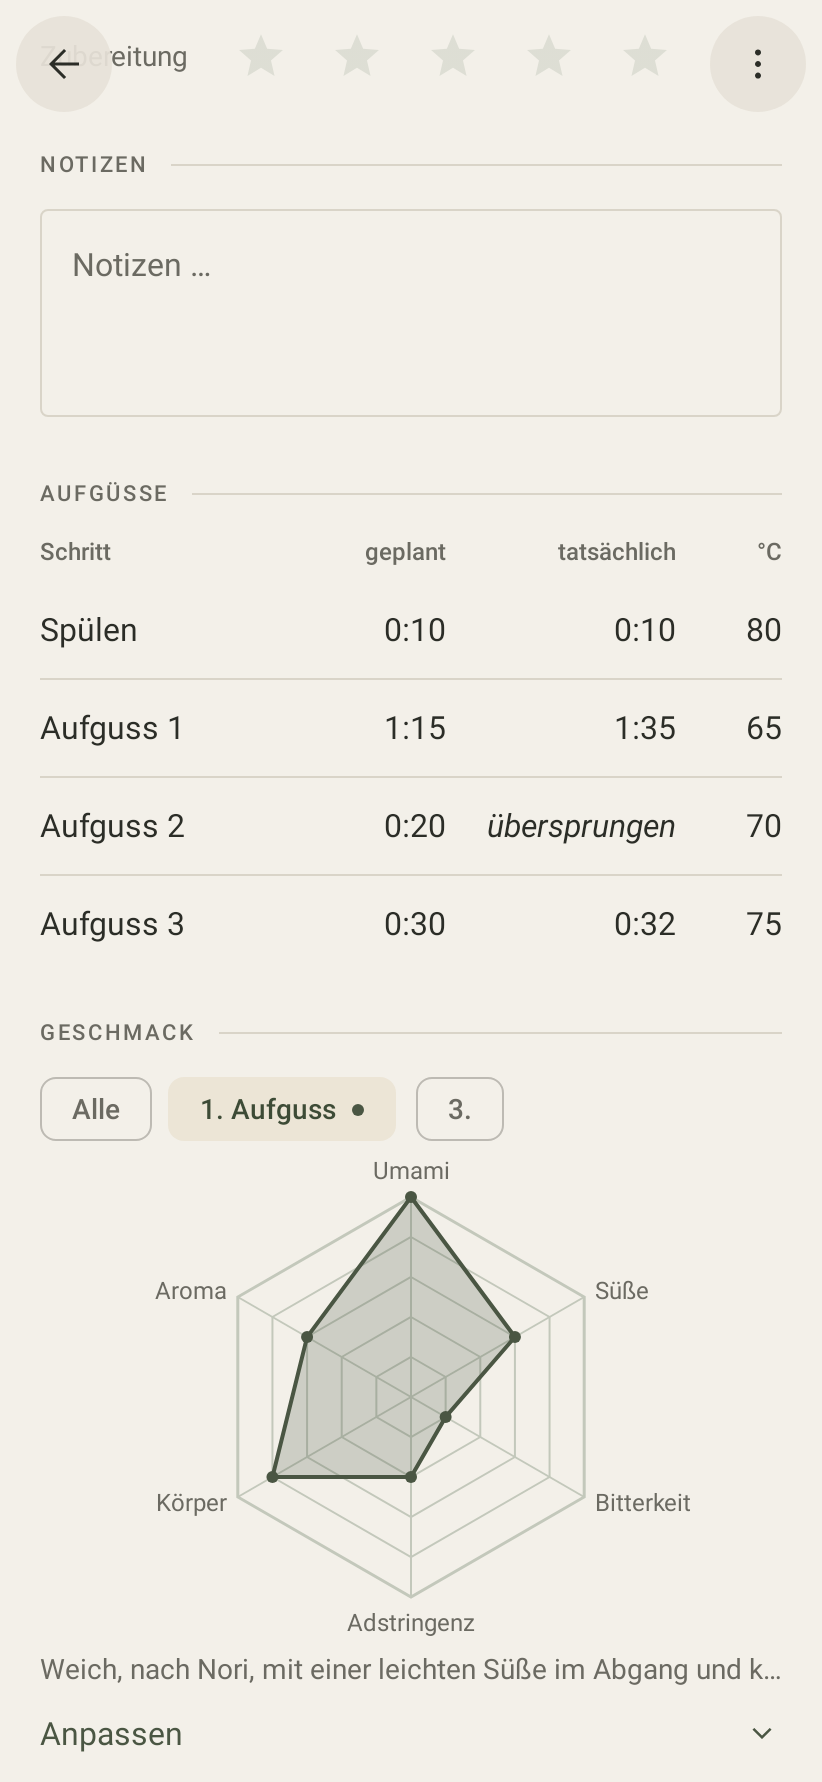 Zubereitung
NOTIZEN
Notizen …
AUFGÜSSE
Schritt geplant tatsächlich °C
Spülen 0:10 0:10 80
Aufguss 1 1:15 1:35 65
Aufguss 2 0:20 übersprungen 70
Aufguss 3 0:30 0:32 75
GESCHMACK
Alle 1. Aufguss 3.
Umami
Aroma Süße
Körper Bitterkeit
Adstringenz
Weich, nach Nori, mit einer leichten Süße im Abgang und k…
Anpassen